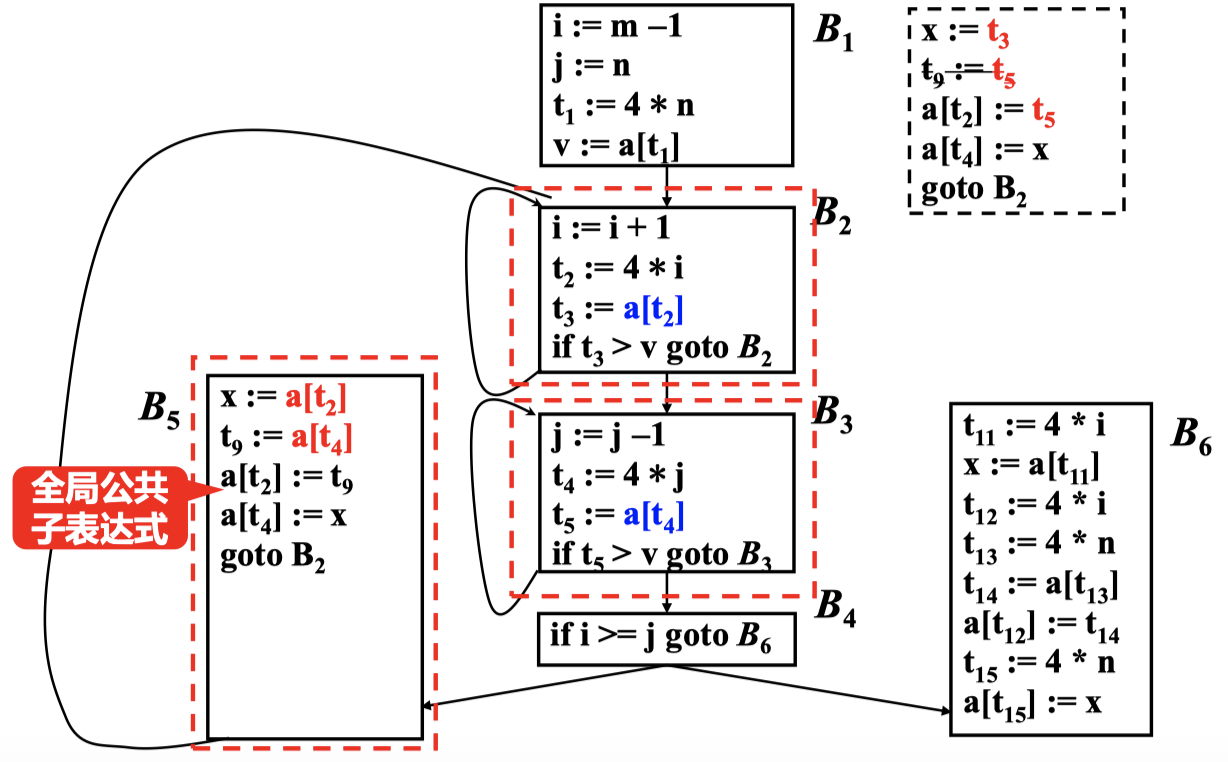 i := m −1
j := n
t₁ := 4 * n
v := a[t₁]
B₁
x := t₃
t₉ := t₅
a[t₂] := t₅
a[t₄] := x
goto B₂
B₂
i := i + 1
t₂ := 4 * i
t₃ := a[t₂]
if t₃ > v goto B₂
B₅
x := a[t₂]
t₉ := a[t₄]
a[t₂] := t₉
a[t₄] := x
goto B₂
全局公共
子表达式
B₃
j := j −1
t₄ := 4 * j
t₅ := a[t₄]
if t₅ > v goto B₃
B₄
if i >= j goto B₆
B₆
t₁₁ := 4 * i
x := a[t₁₁]
t₁₂ := 4 * i
t₁₃ := 4 * n
t₁₄ := a[t₁₃]
a[t₁₂] := t₁₄
t₁₅ := 4 * n
a[t₁₅] := x